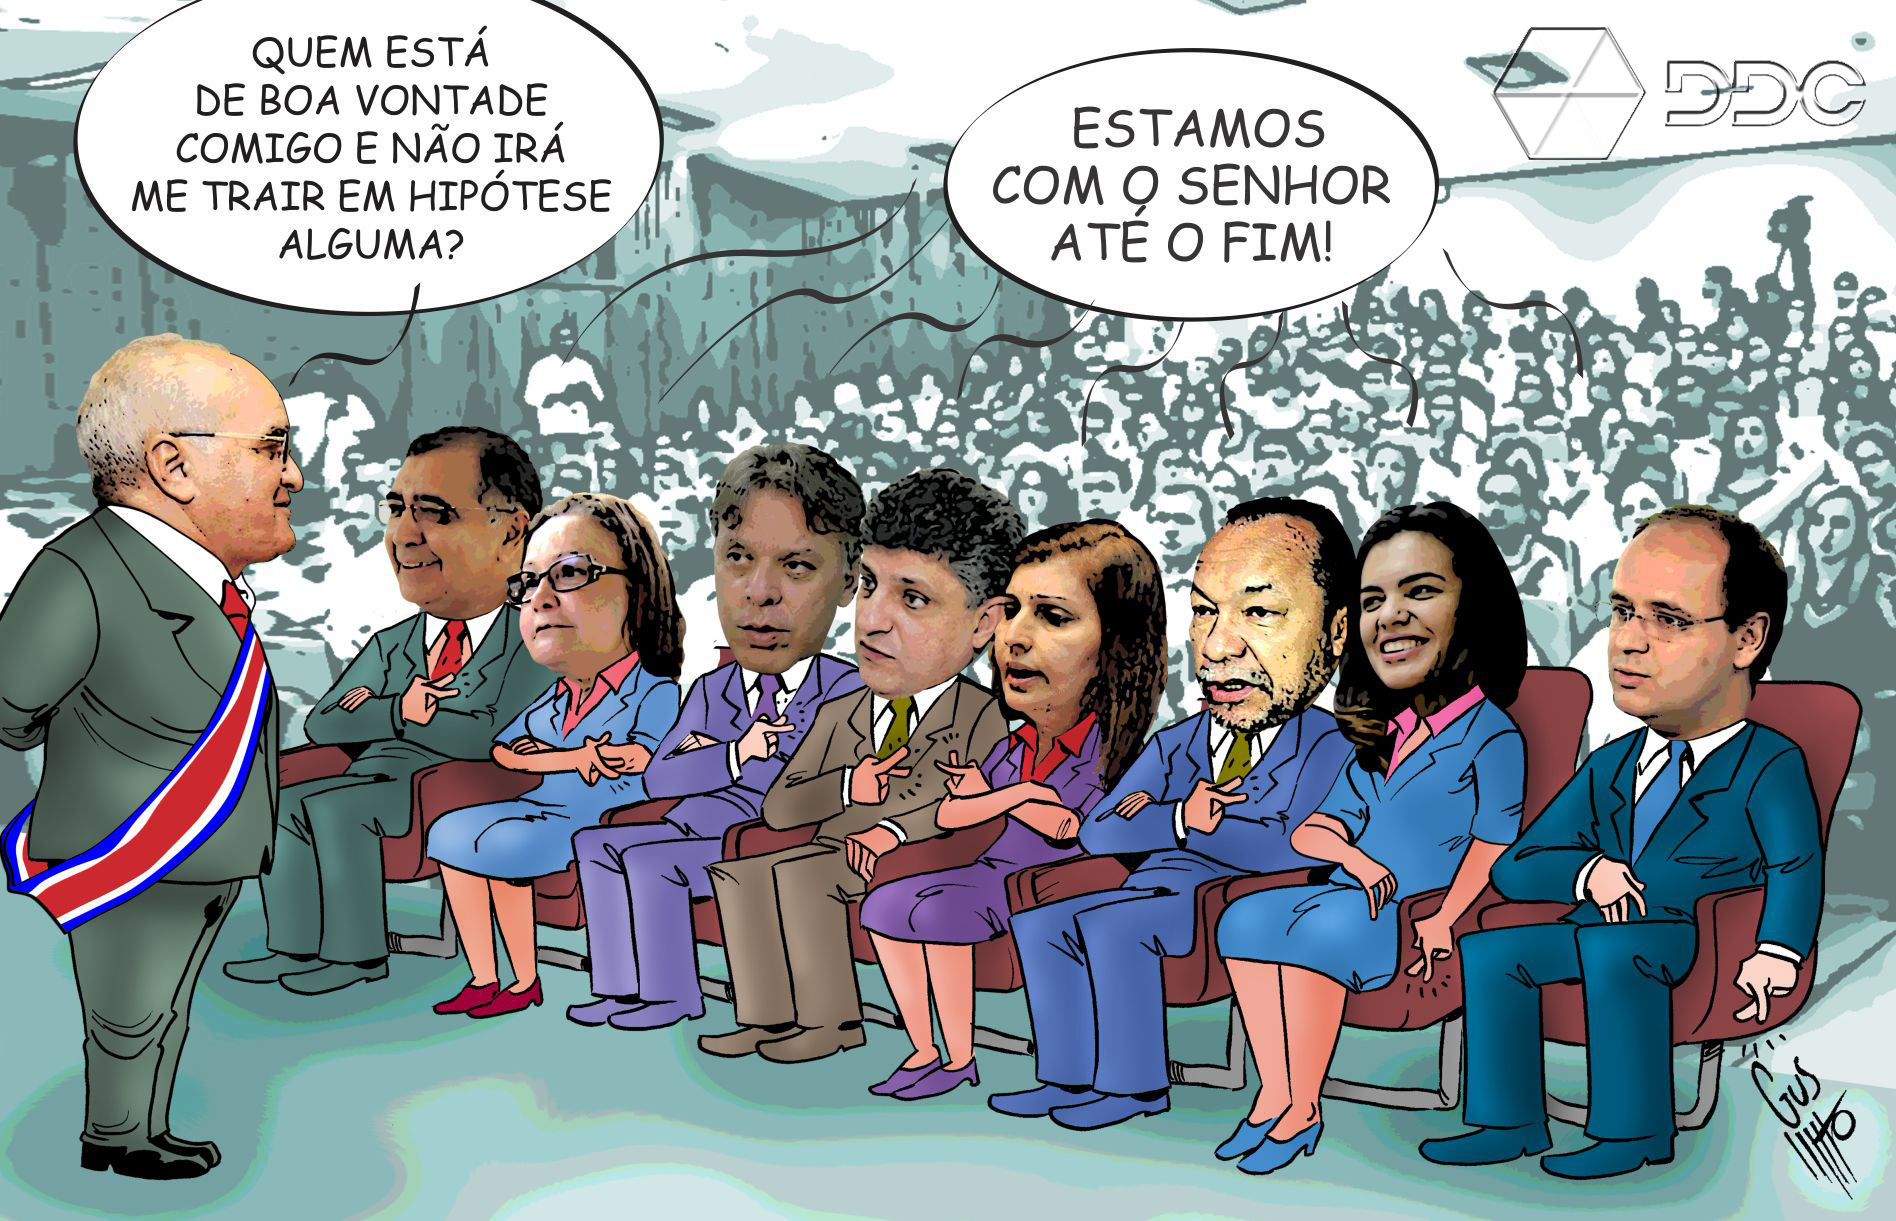 QUEM ESTÁ
DE BOA VONTADE
COMIGO E NÃO IRÁ
ME TRAIR EM HIPÓTESE
ALGUMA?
ESTAMOS
COM O SENHOR
ATÉ O FIM!
DDC
GUS